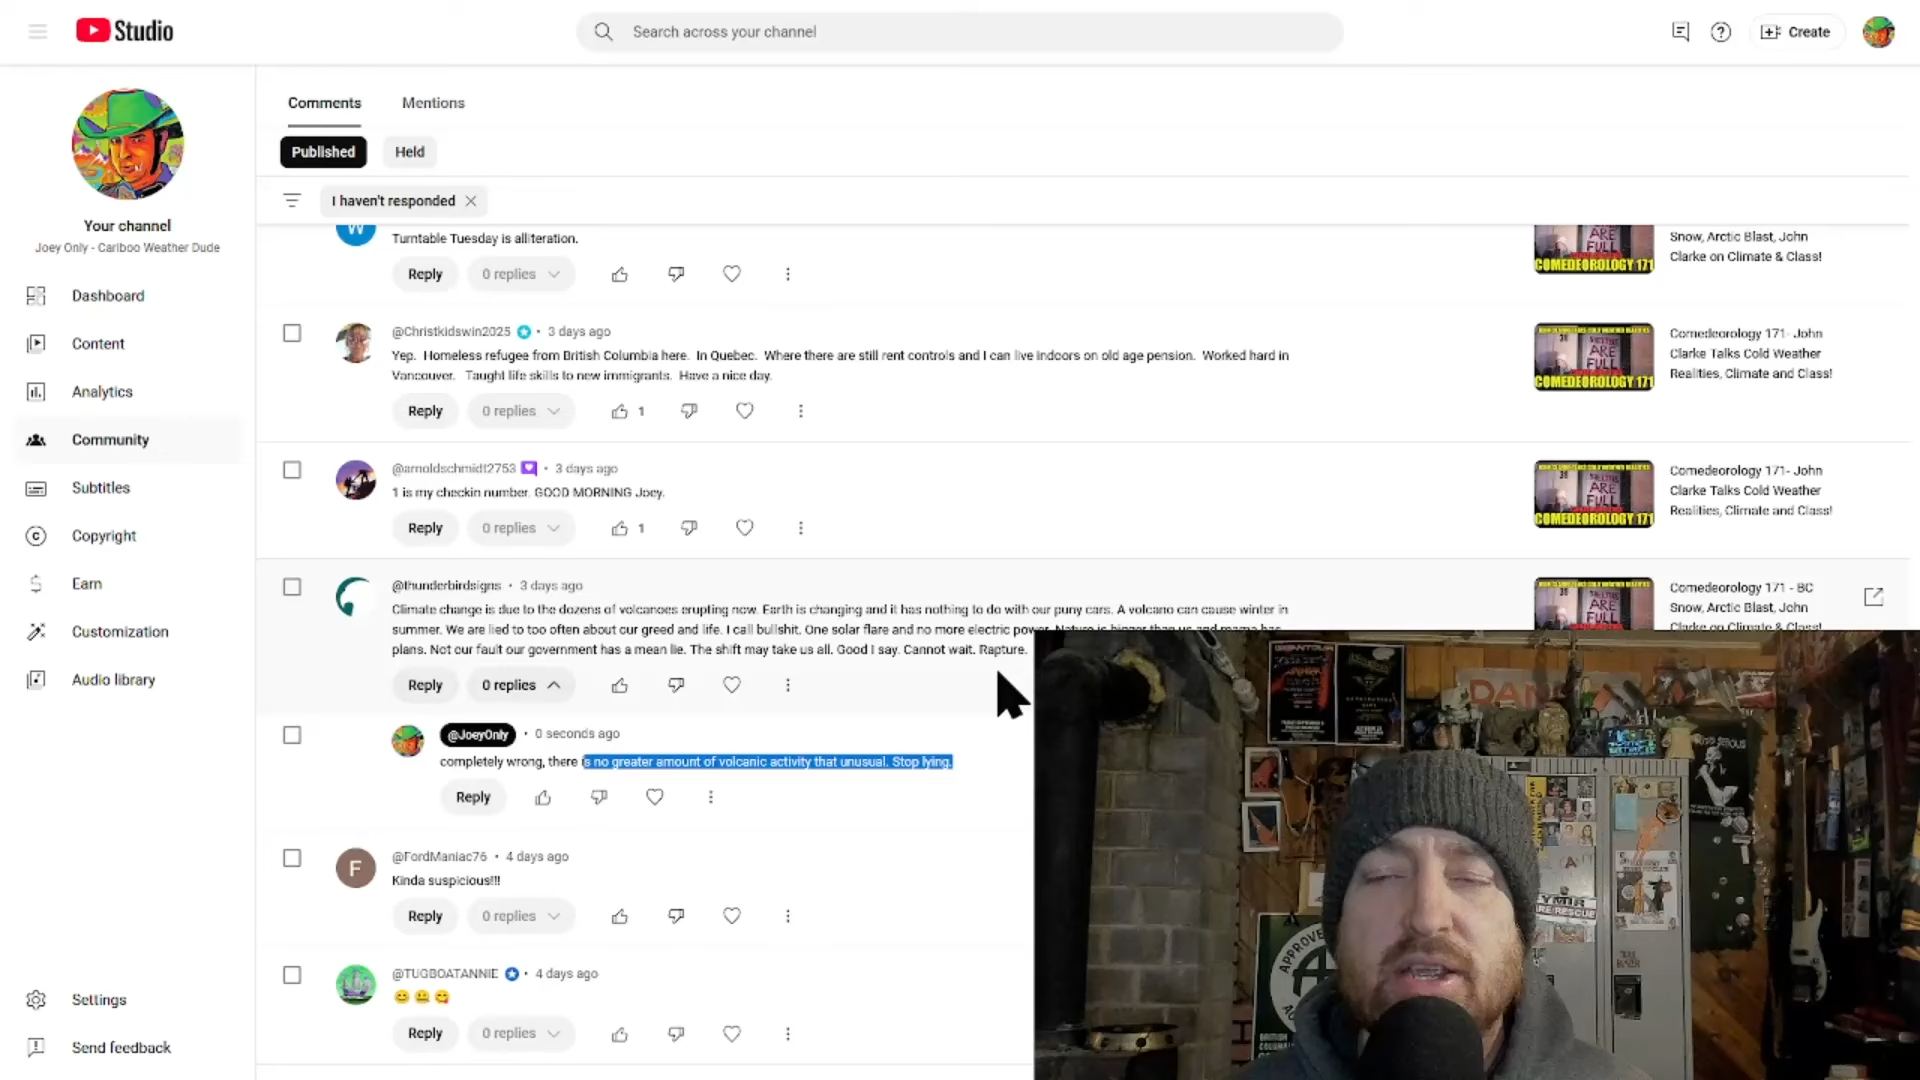 Studio
Search across your channel
Create
Your channel
Joey Only - Cariboo Weather Dude
Dashboard
Content
Analytics
Community
Subtitles
Copyright
Earn
Customization
Audio library
Settings
Send feedback
Comments
Mentions
Published
Held
I haven't responded
W
Turntable Tuesday is alliteration.
Reply
0 replies
ARE
FULL
COMEDEOROLOGY 171
Snow, Arctic Blast, John
Clarke on Climate & Class!
@Christkidswin2025 • 3 days ago
Yep. Homeless refugee from British Columbia here. In Quebec. Where there are still rent controls and I can live indoors on old age pension. Worked hard in
Vancouver. Taught life skills to new immigrants. Have a nice day.
Reply
0 replies
1
ARE
FULL
COMEDEOROLOGY 171
Comedeorology 171- John
Clarke Talks Cold Weather
Realities, Climate and Class!
@arnoldschmidt2753 • 3 days ago
1 is my checkin number. GOOD MORNING Joey.
Reply
0 replies
1
ARE
FULL
COMEDEOROLOGY 171
Comedeorology 171- John
Clarke Talks Cold Weather
Realities, Climate and Class!
@thunderbirdsigns • 3 days ago
Climate change is due to the dozens of volcanoes erupting now. Earth is changing and it has nothing to do with our puny cars. A volcano can cause winter in
summer. We are lied to too often about our greed and life. I call bullshit. One solar flare and no more electric power. Nature is bigger than us and mama has
plans. Not our fault our government has a mean lie. The shift may take us all. Good I say. Cannot wait. Rapture.
Reply
0 replies
ARE
Comedeorology 171 - BC
Snow, Arctic Blast, John
Clarke on Climate & Class!
@JoeyOnly • 0 seconds ago
completely wrong, there is no greater amount of volcanic activity that unusual. Stop lying.
Reply
F
@FordManiac76 • 4 days ago
Kinda suspicious!!!
Reply
0 replies
@TUGBOATANNIE • 4 days ago
😊 😐 😋
Reply
0 replies
DAN
APPROVE